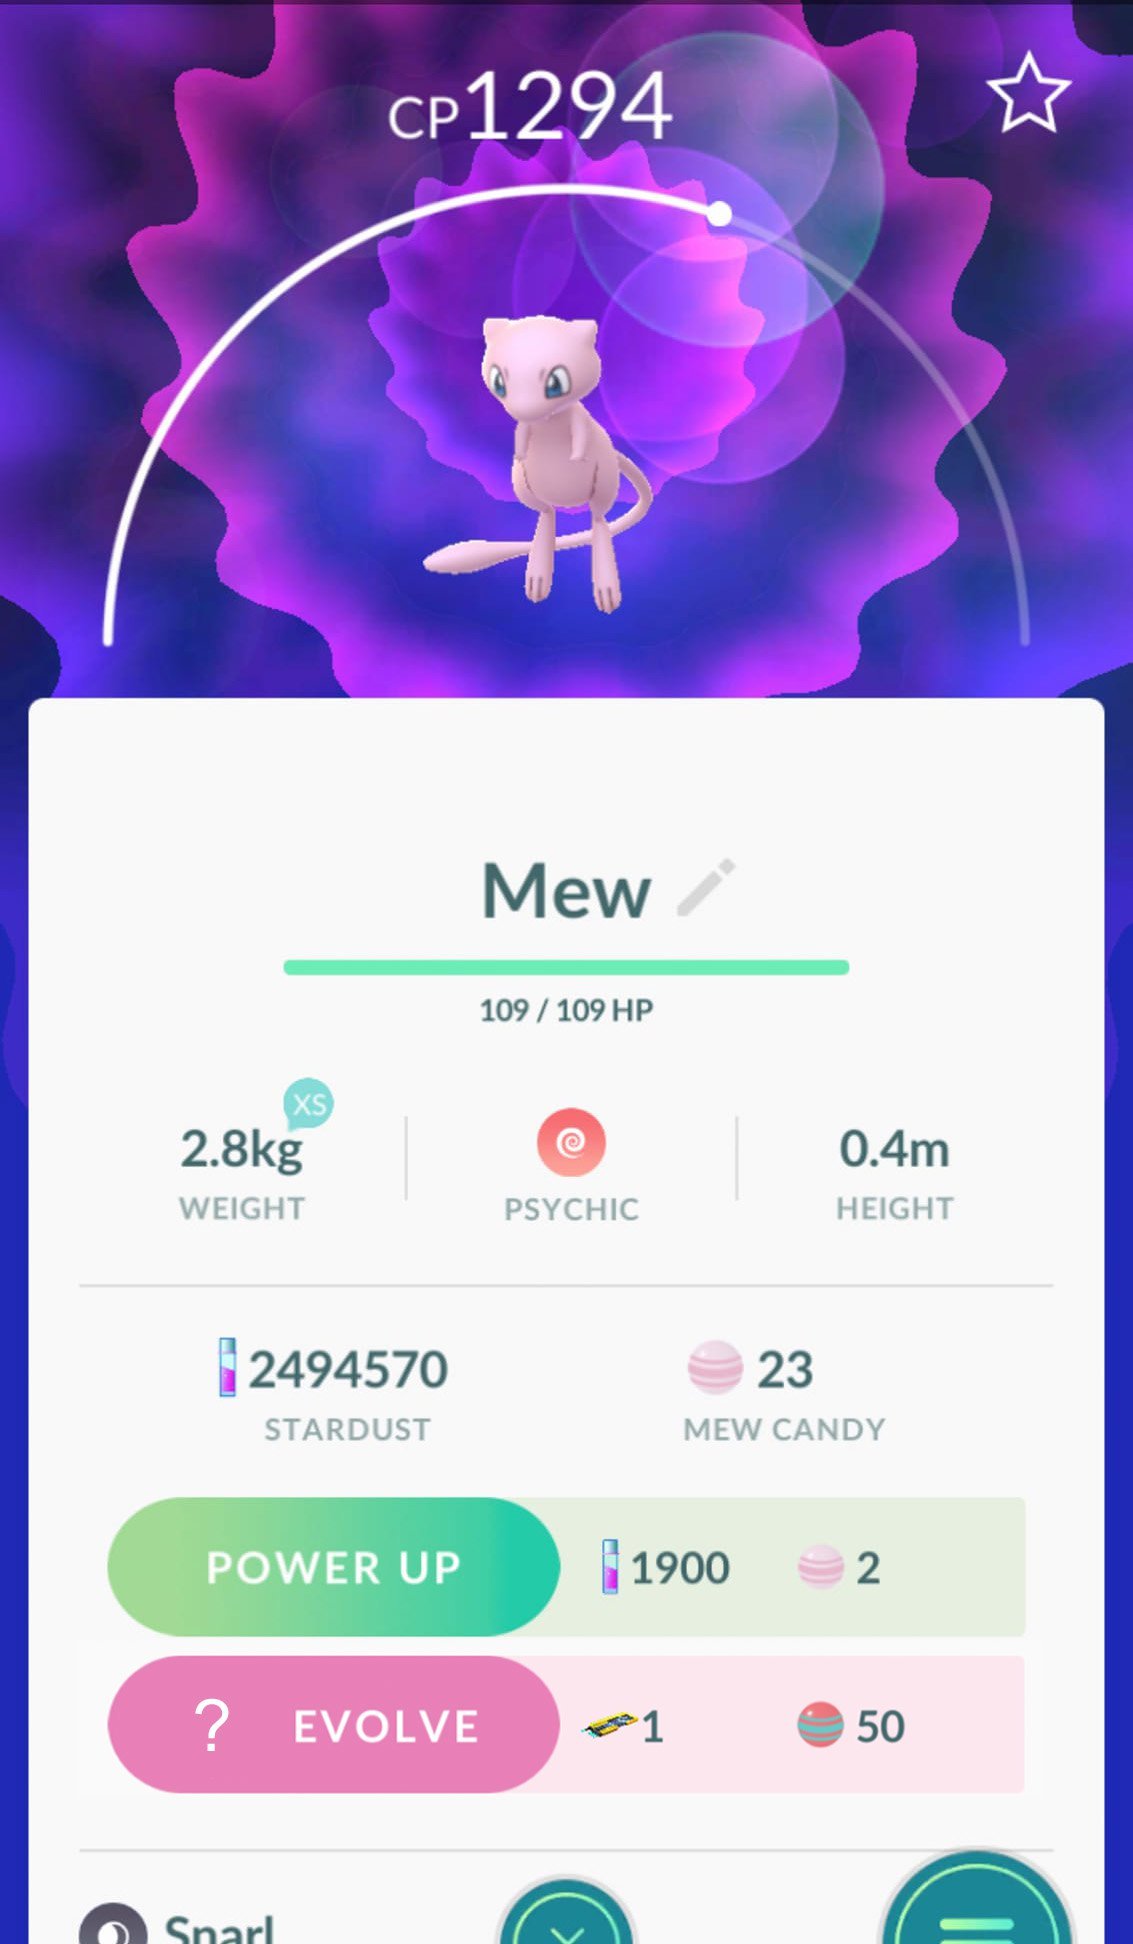 CP1294
Mew
109 / 109 HP
XS
2.8kg
WEIGHT
PSYCHIC
0.4m
HEIGHT
2494570
STARDUST
23
MEW CANDY
POWER UP 1900 2
? EVOLVE 1 50
Snarl